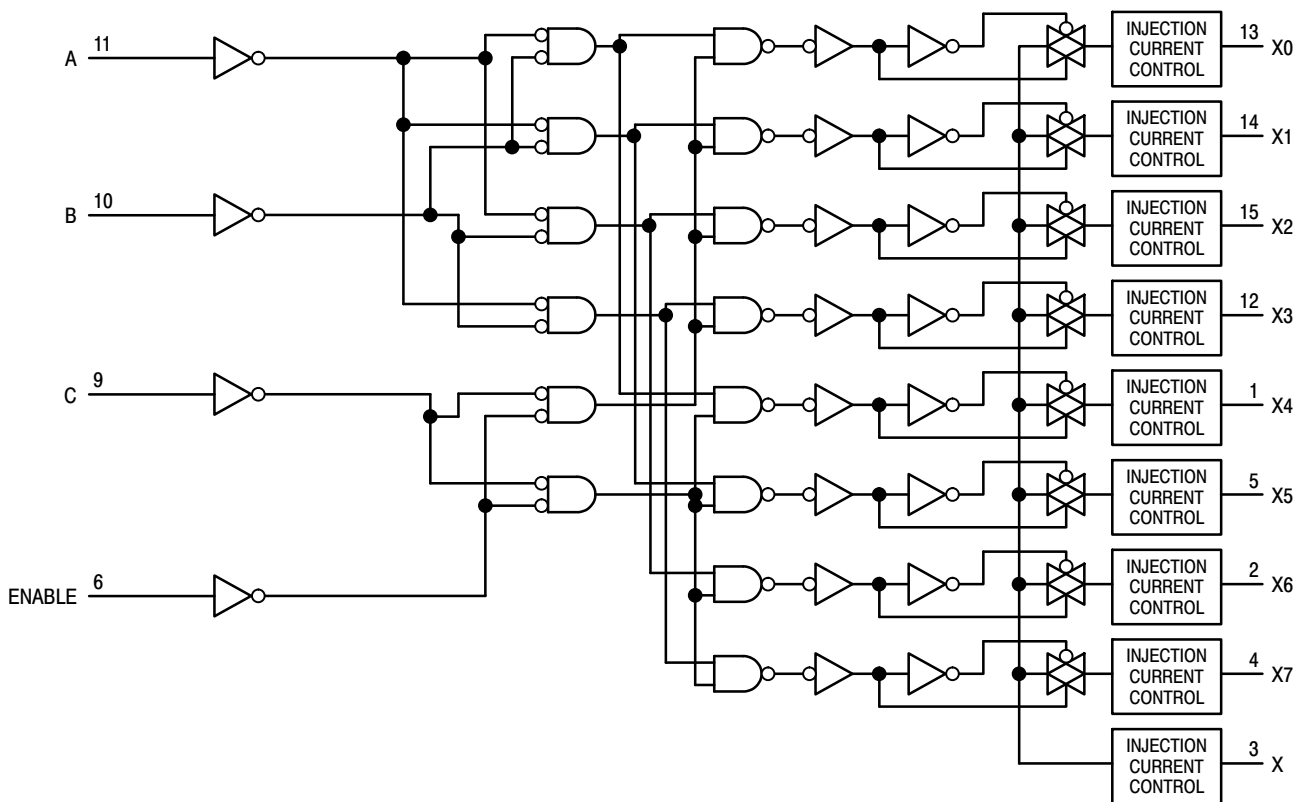 A 11
INJECTION
CURRENT
CONTROL
13 X0
INJECTION
CURRENT
CONTROL
14 X1
B 10
INJECTION
CURRENT
CONTROL
15 X2
INJECTION
CURRENT
CONTROL
12 X3
C 9
INJECTION
CURRENT
CONTROL
1 X4
INJECTION
CURRENT
CONTROL
5 X5
ENABLE 6
INJECTION
CURRENT
CONTROL
2 X6
INJECTION
CURRENT
CONTROL
4 X7
INJECTION
CURRENT
CONTROL
3 X